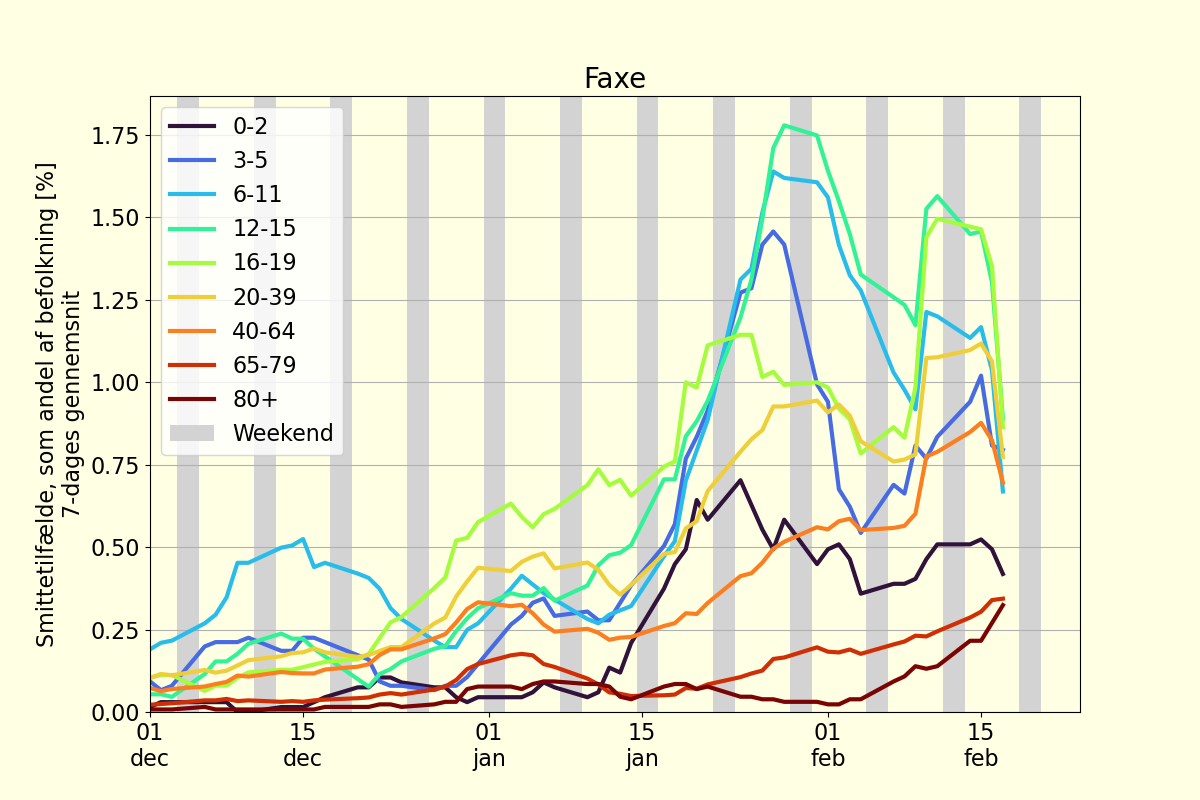 Faxe
Smittetilfælde, som andel af befolkning [%]
7-dages gennemsnit
1.75
1.50
1.25
1.00
0.75
0.50
0.25
0.00
0-2
3-5
6-11
12-15
16-19
20-39
40-64
65-79
80+
Weekend
01 15 01 15 01 15
dec dec jan jan feb feb